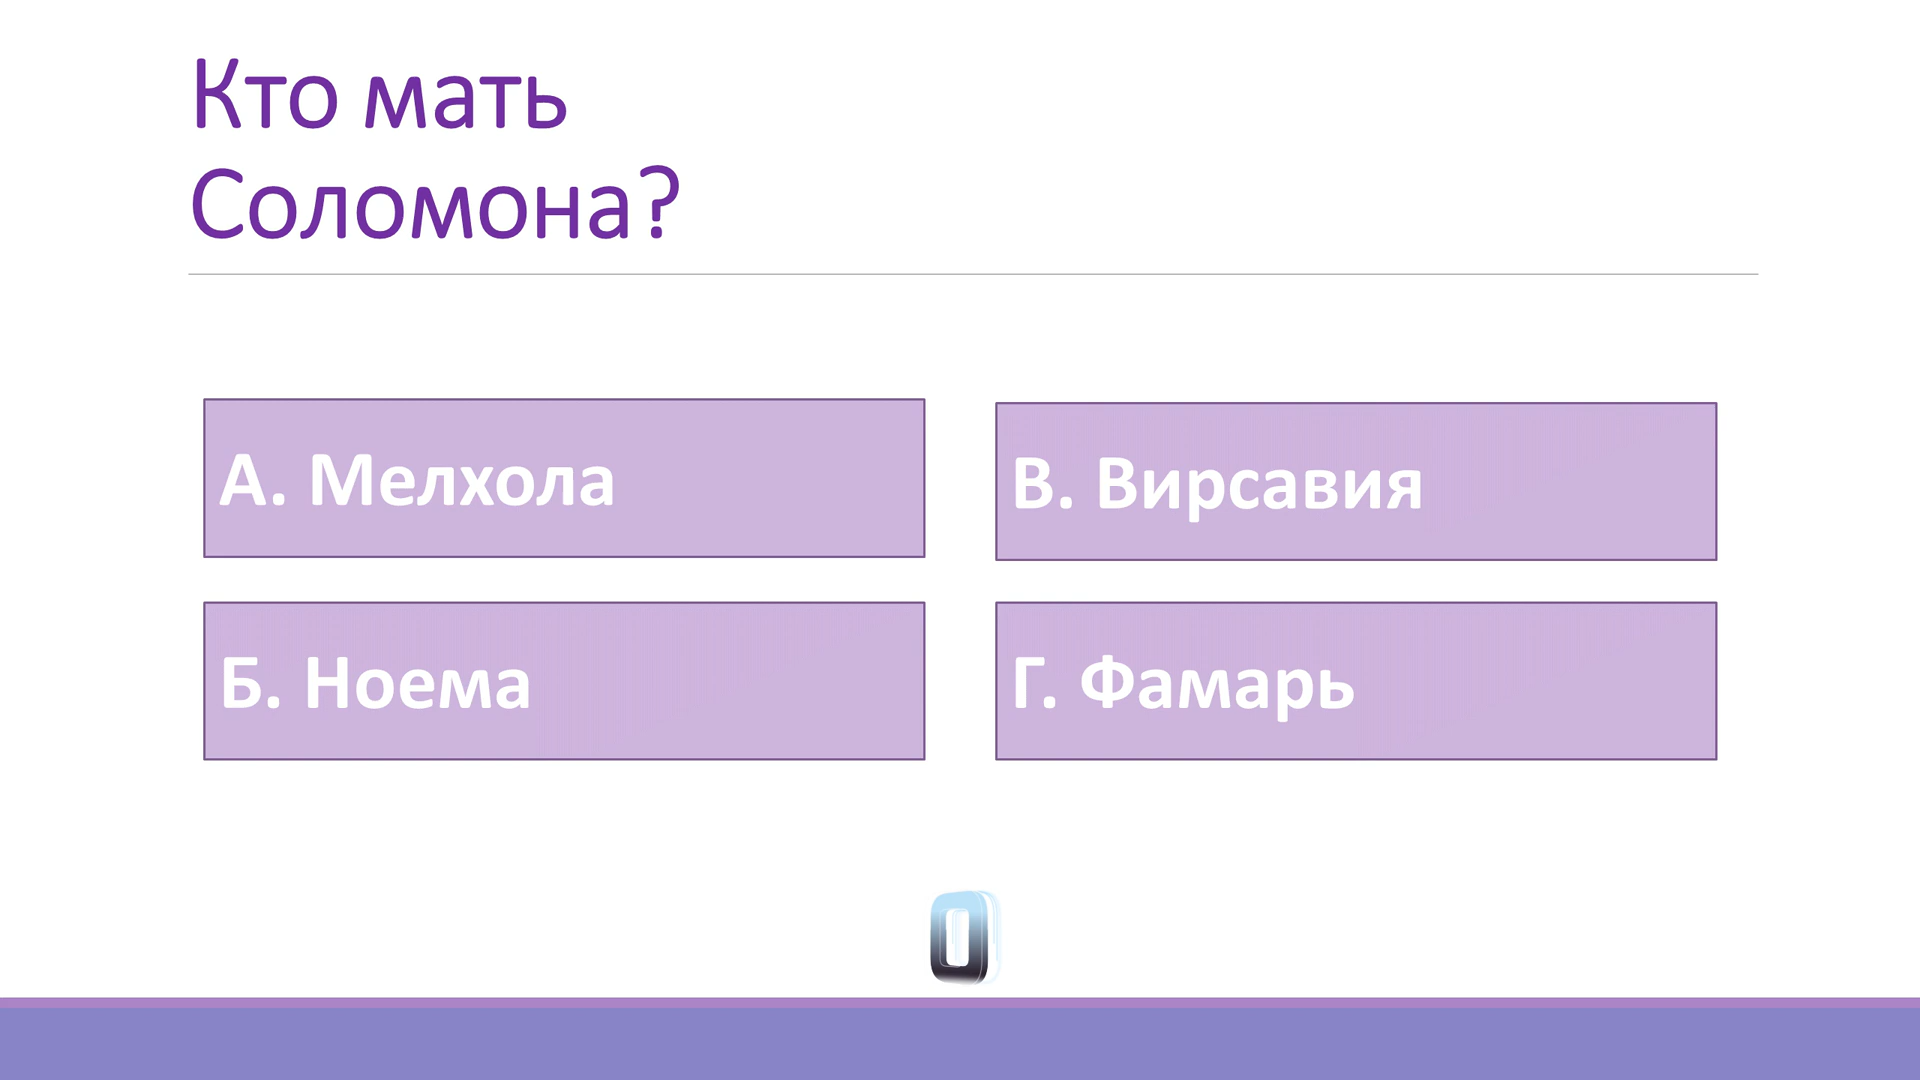 Кто мать
Соломона?
А. Мелхола
В. Вирсавия
Б. Ноема
Г. Фамарь
0